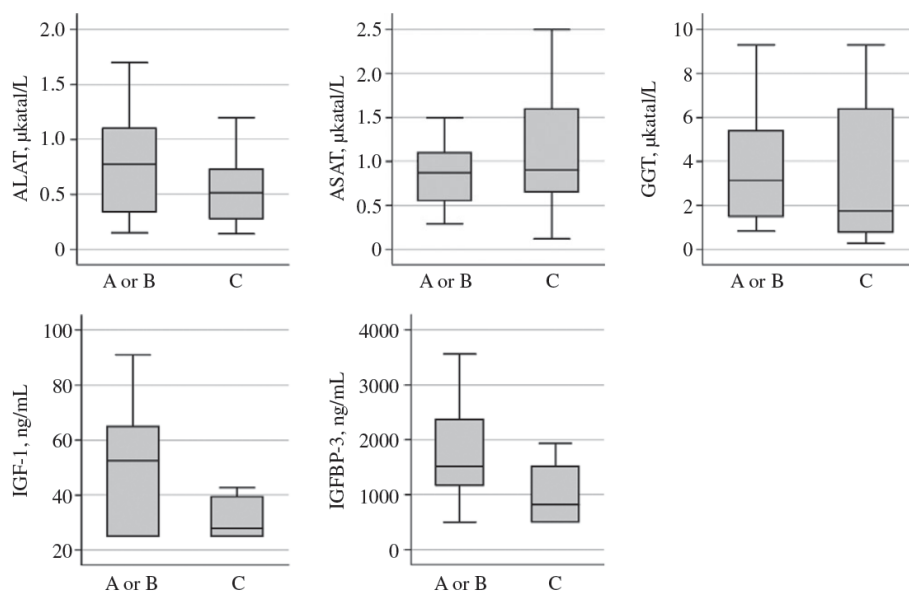 ALAT, µkatal/L
2.0
1.5
1.0
0.5
0
A or B
C
ASAT, µkatal/L
2.5
2.0
1.5
1.0
0.5
0
A or B
C
GGT, µkatal/L
10
8
6
4
2
0
A or B
C
IGF-1, ng/mL
100
80
60
40
20
A or B
C
IGFBP-3, ng/mL
4000
3000
2000
1000
0
A or B
C